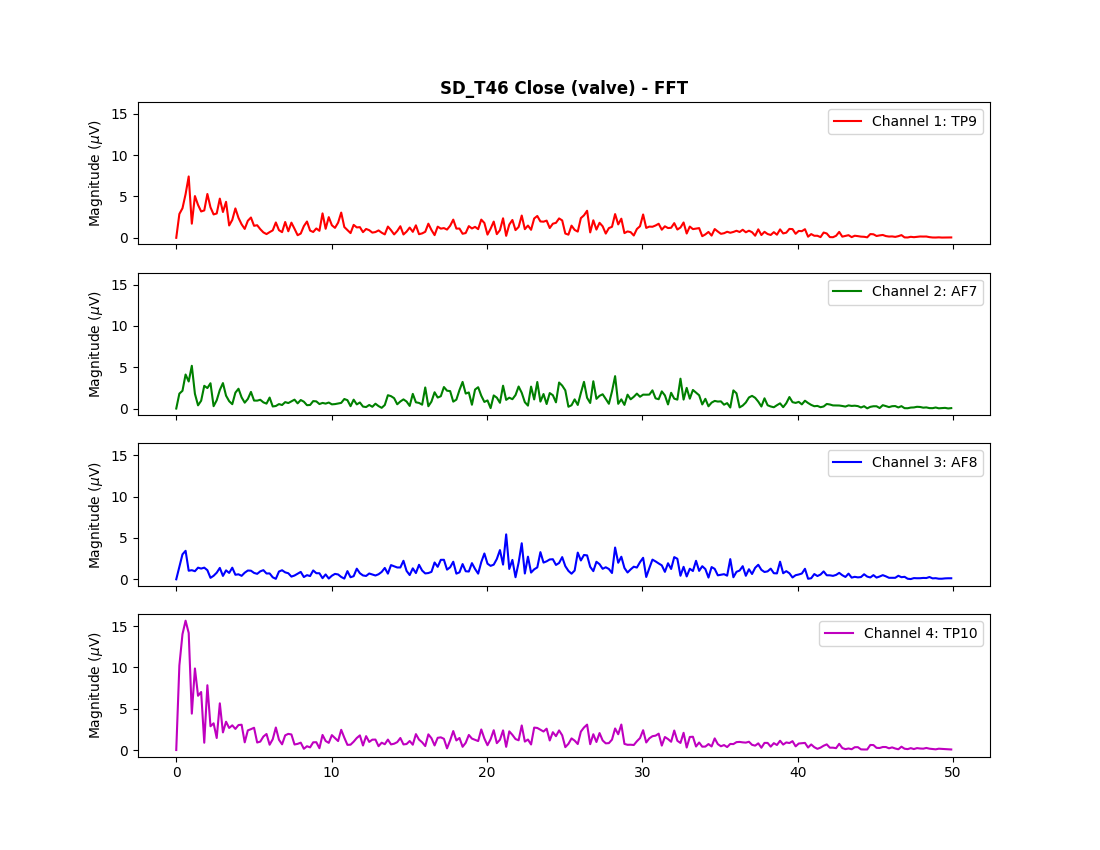 SD_T46 Close (valve) - FFT
Magnitude (μV)
15
10
5
0
Channel 1: TP9
Magnitude (μV)
15
10
5
0
Channel 2: AF7
Magnitude (μV)
15
10
5
0
Channel 3: AF8
Magnitude (μV)
15
10
5
0
Channel 4: TP10
0 10 20 30 40 50